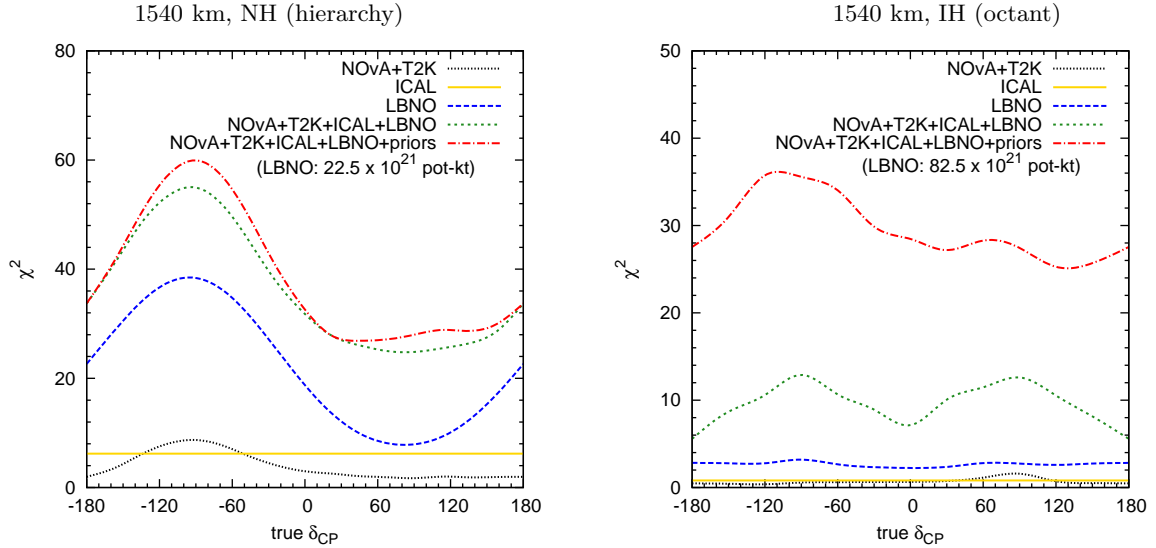 1540 km, NH (hierarchy)
80
60
40
20
0
χ²
-180 -120 -60 0 60 120 180
true δCP
NOvA+T2K
ICAL
LBNO
NOvA+T2K+ICAL+LBNO
NOvA+T2K+ICAL+LBNO+priors
(LBNO: 22.5 x 10²¹ pot-kt)
1540 km, IH (octant)
50
40
30
20
10
0
χ²
-180 -120 -60 0 60 120 180
true δCP
NOvA+T2K
ICAL
LBNO
NOvA+T2K+ICAL+LBNO
NOvA+T2K+ICAL+LBNO+priors
(LBNO: 82.5 x 10²¹ pot-kt)